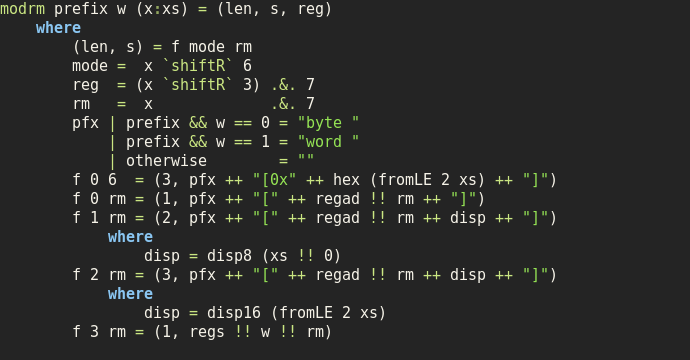 modrm prefix w (x:xs) = (len, s, reg)
    where
        (len, s) = f mode rm
        mode =  x `shiftR` 6
        reg  = (x `shiftR` 3) .&. 7
        rm   =  x             .&. 7
        pfx | prefix && w == 0 = "byte "
            | prefix && w == 1 = "word "
            | otherwise        = ""
        f 0 6  = (3, pfx ++ "[0x" ++ hex (fromLE 2 xs) ++ "]")
        f 0 rm = (1, pfx ++ "[" ++ regad !! rm ++ "]")
        f 1 rm = (2, pfx ++ "[" ++ regad !! rm ++ disp ++ "]")
            where
                disp = disp8 (xs !! 0)
        f 2 rm = (3, pfx ++ "[" ++ regad !! rm ++ disp ++ "]")
            where
                disp = disp16 (fromLE 2 xs)
        f 3 rm = (1, regs !! w !! rm)